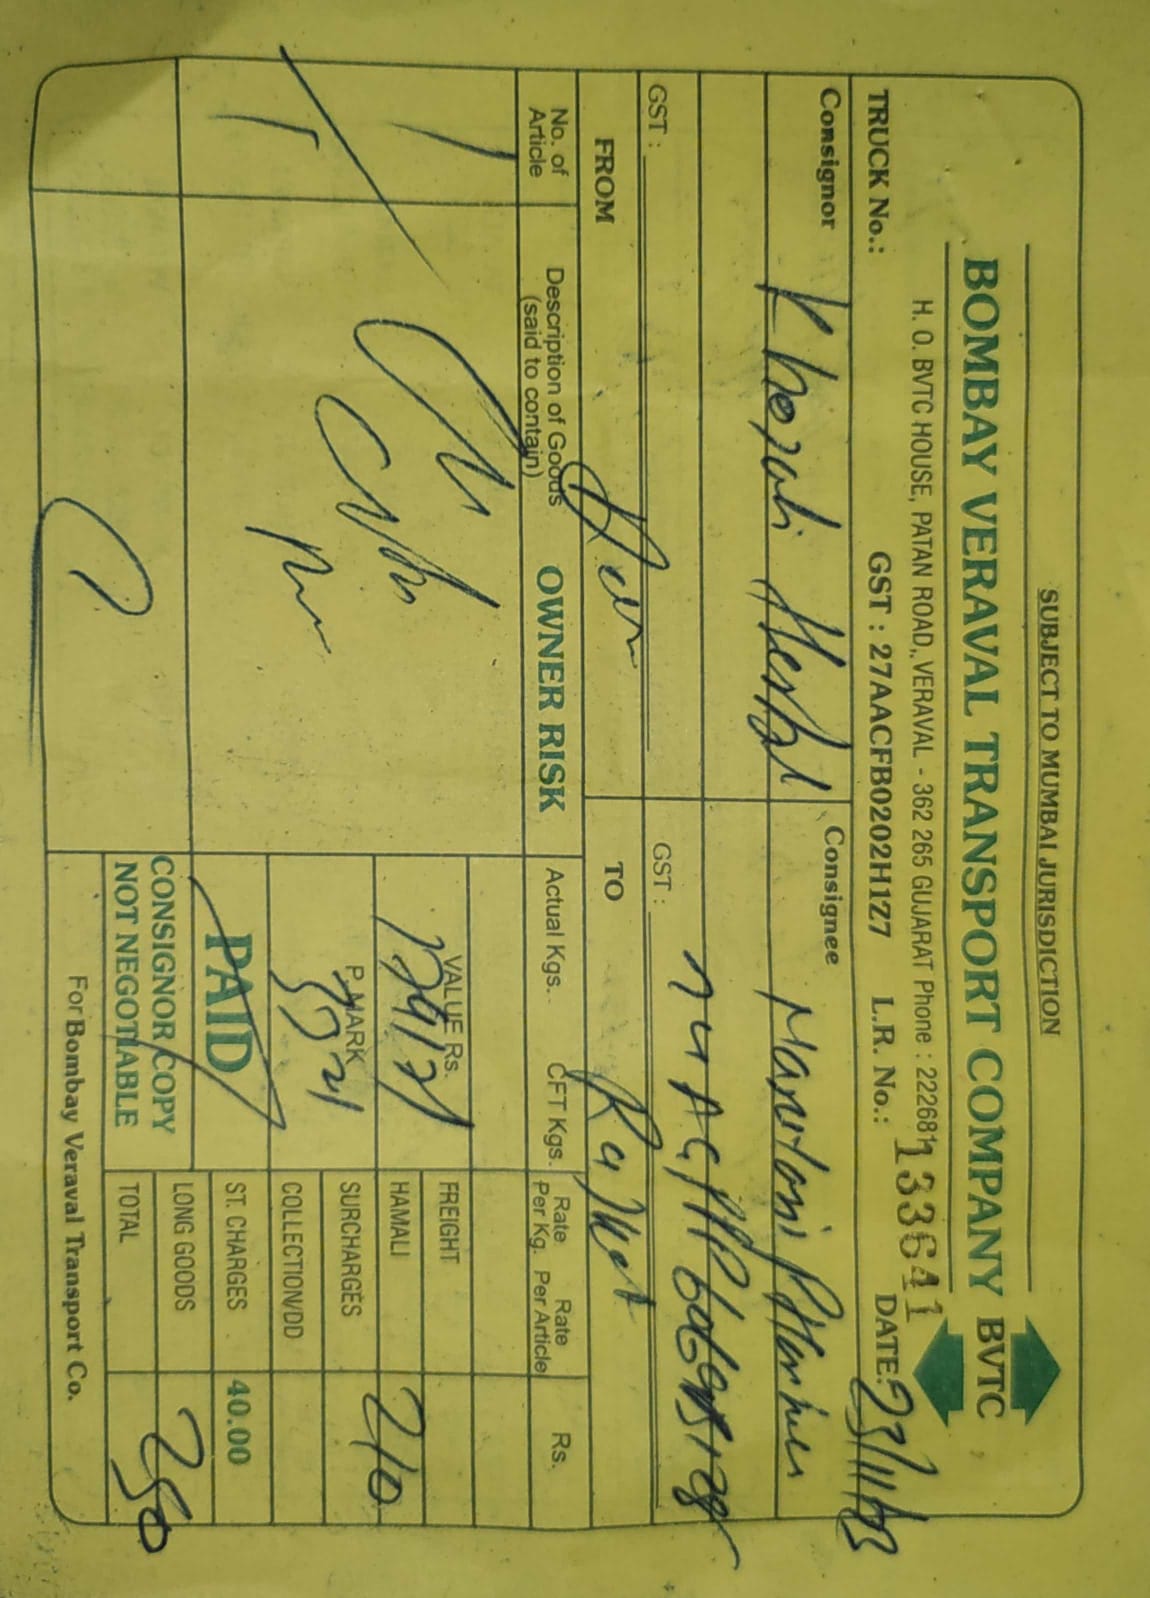 SUBJECT TO MUMBAI JURISDICTION
BOMBAY VERAVAL TRANSPORT COMPANY BVTC
H. O. BVTC HOUSE, PATAN ROAD, VERAVAL - 362 265 GUJARAT Phone : 222681
133641
TRUCK No.: GST : 27AACFB0202H1Z7 L.R. No.: DATE: 23/11/23
Consignor Herbal Consignee
GST : GST :
FROM TO Rajkot
No. of Article Description of Goods (said to contain) OWNER RISK Actual Kgs. CFT Kgs. Rate Per Kg. Rate Per Article Rs.
VALUE Rs. FREIGHT
HAMALI 210
P. MARK SURCHARGES
COLLECTION/DD
PAID ST. CHARGES 40.00
CONSIGNOR COPY LONG GOODS
NOT NEGOTIABLE TOTAL 250
For Bombay Veraval Transport Co.